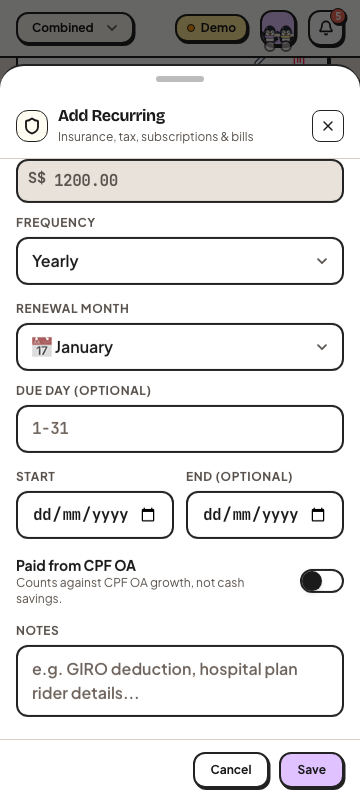 Combined
Demo
5
Add Recurring
Insurance, tax, subscriptions & bills
S$ 1200.00
FREQUENCY
Yearly
RENEWAL MONTH
📅 January
DUE DAY (OPTIONAL)
1-31
START
END (OPTIONAL)
dd/mm/yyyy
dd/mm/yyyy
Paid from CPF OA
Counts against CPF OA growth, not cash
savings.
NOTES
e.g. GIRO deduction, hospital plan
rider details...
Cancel
Save